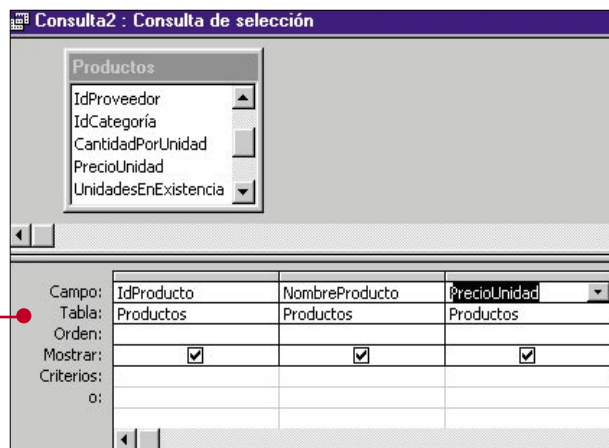 Consulta2 : Consulta de selección
Productos
IdProveedor
IdCategoría
CantidadPorUnidad
PrecioUnidad
UnidadesEnExistencia
Campo: IdProducto NombreProducto PrecioUnidad
Tabla: Productos Productos Productos
Orden:
Mostrar:
Criterios:
o: